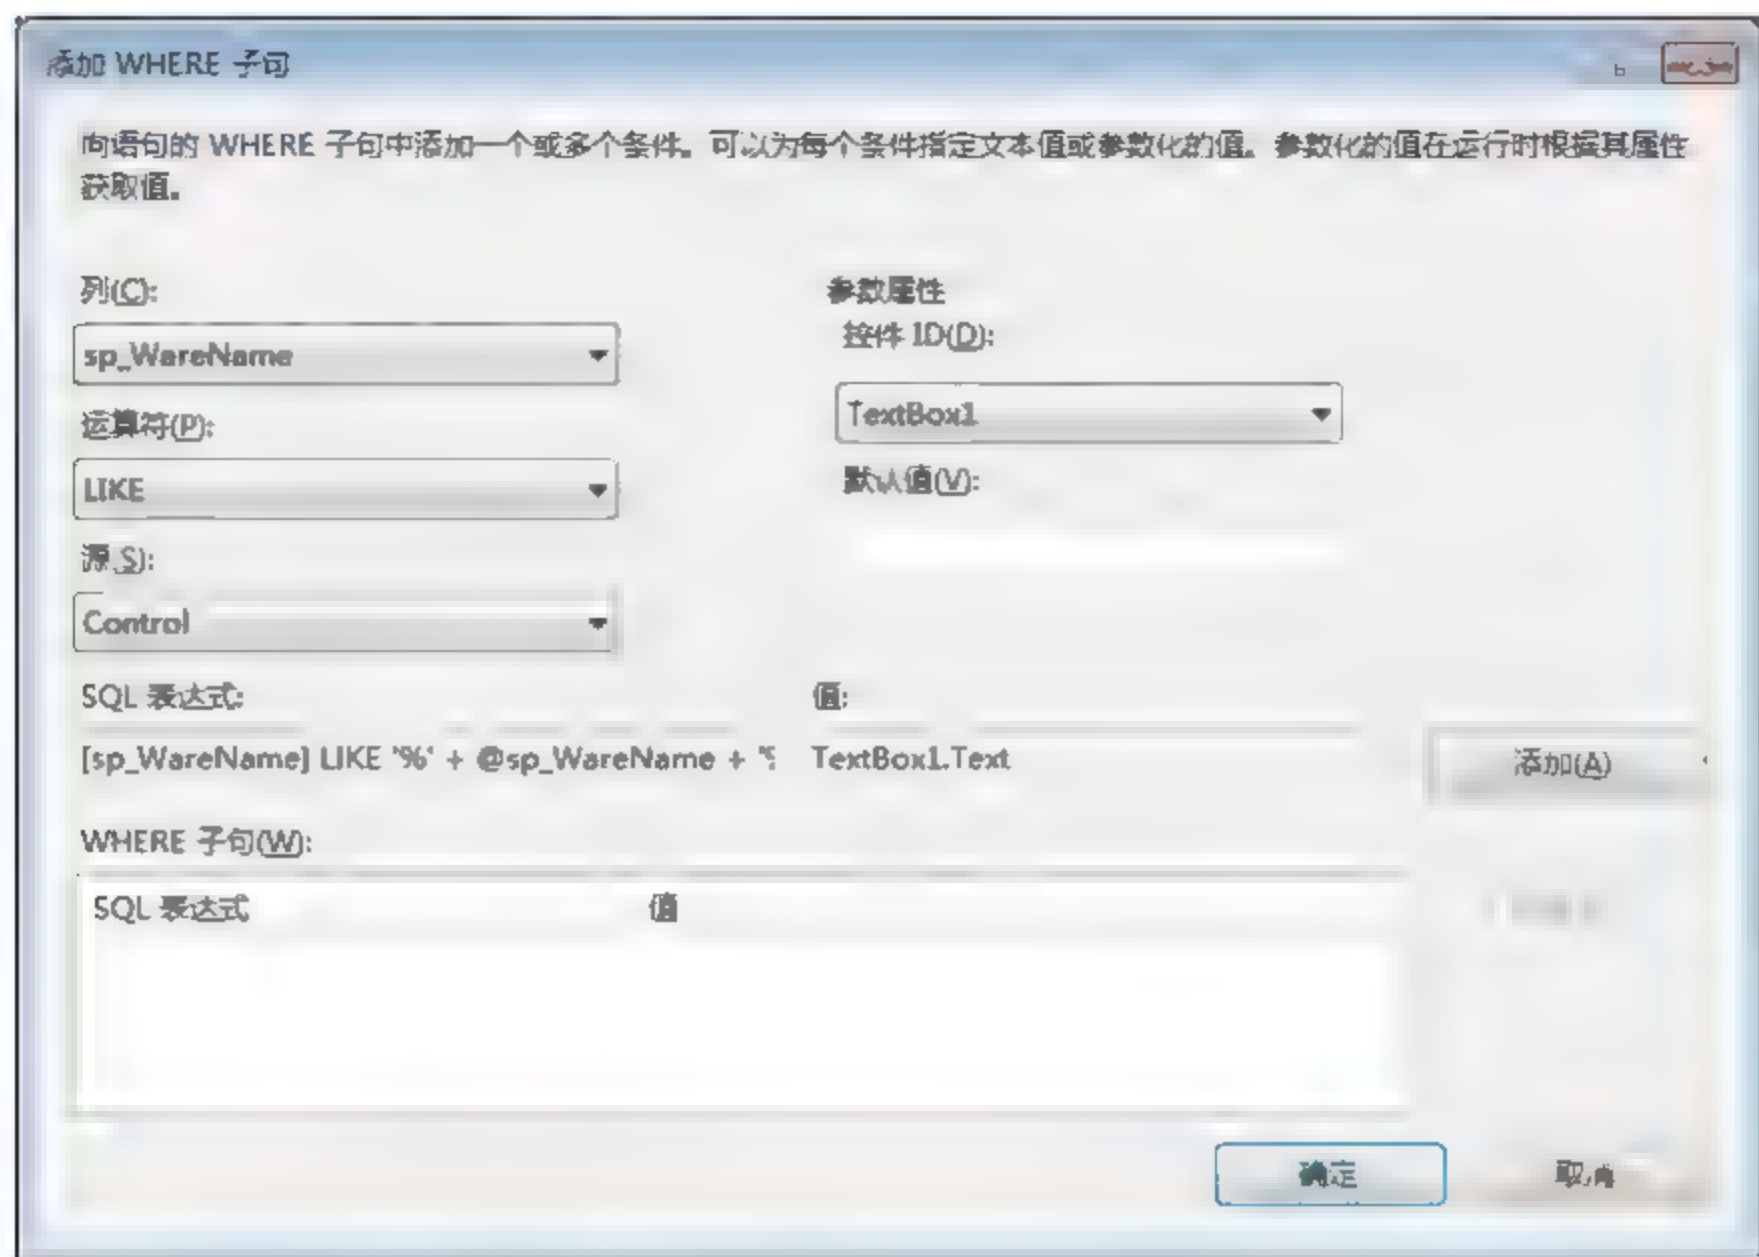 添加 WHERE 子句
向语句的 WHERE 子句中添加一个或多个条件。可以为每个条件指定文本值或参数化的值。参数化的值在运行时根据其属性
获取值。
列(C):
参数属性
sp_WareName
控件 ID(D):
TextBox1
运算符(P):
LIKE
默认值(V):
源(S):
Control
SQL 表达式:
值:
[sp_WareName] LIKE '%' + @sp_WareName + '%
TextBox1.Text
添加(A)
WHERE 子句(W):
SQL 表达式
值
确定
取消